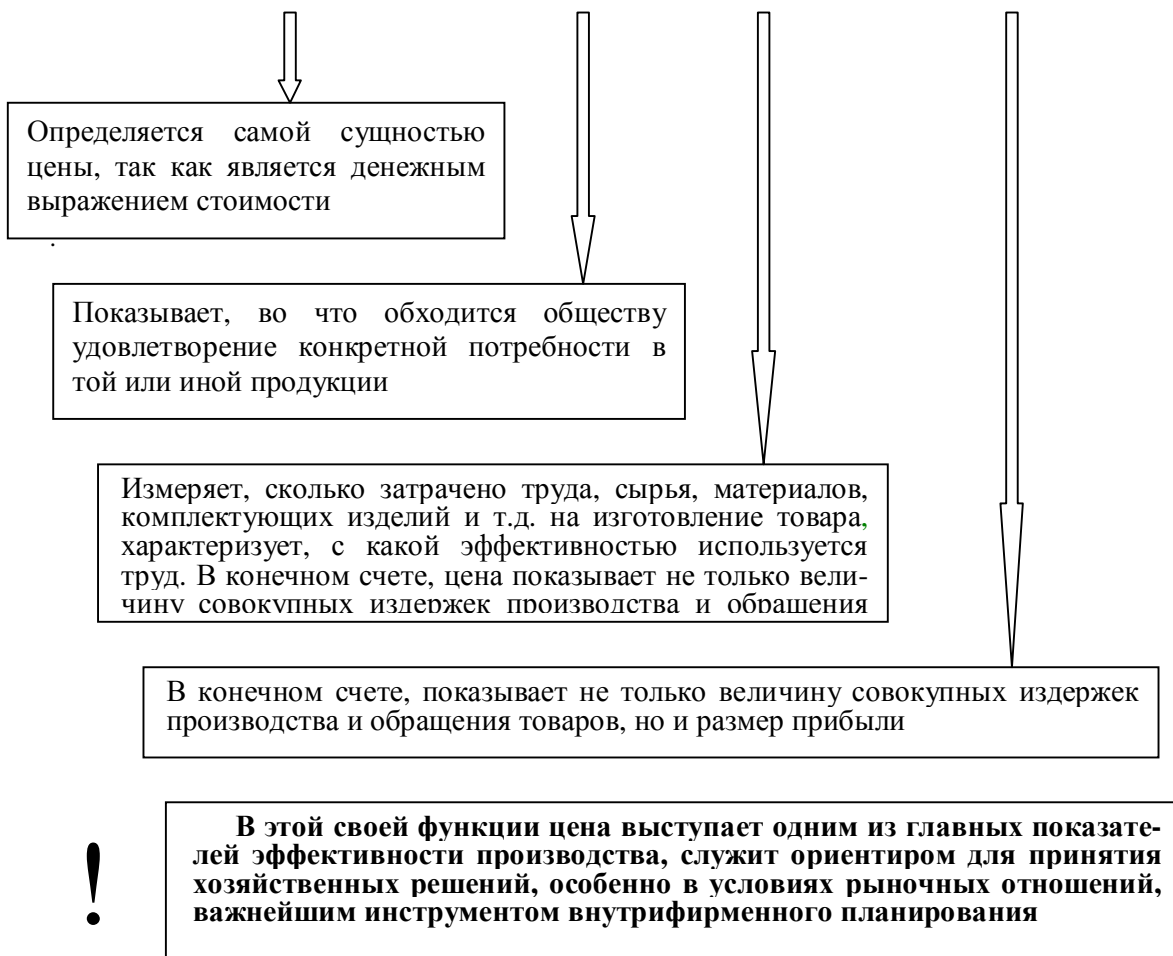 Определяется самой сущностью
цены, так как является денежным
выражением стоимости
.
Показывает, во что обходится обществу
удовлетворение конкретной потребности в
той или иной продукции
Измеряет, сколько затрачено труда, сырья, материалов,
комплектующих изделий и т.д. на изготовление товара,
характеризует, с какой эффективностью используется
труд. В конечном счете, цена показывает не только вели-
чину совокупных издержек производства и обращения
В конечном счете, показывает не только величину совокупных издержек
производства и обращения товаров, но и размер прибыли
!
В этой своей функции цена выступает одним из главных показате-
лей эффективности производства, служит ориентиром для принятия
хозяйственных решений, особенно в условиях рыночных отношений,
важнейшим инструментом внутрифирменного планирования